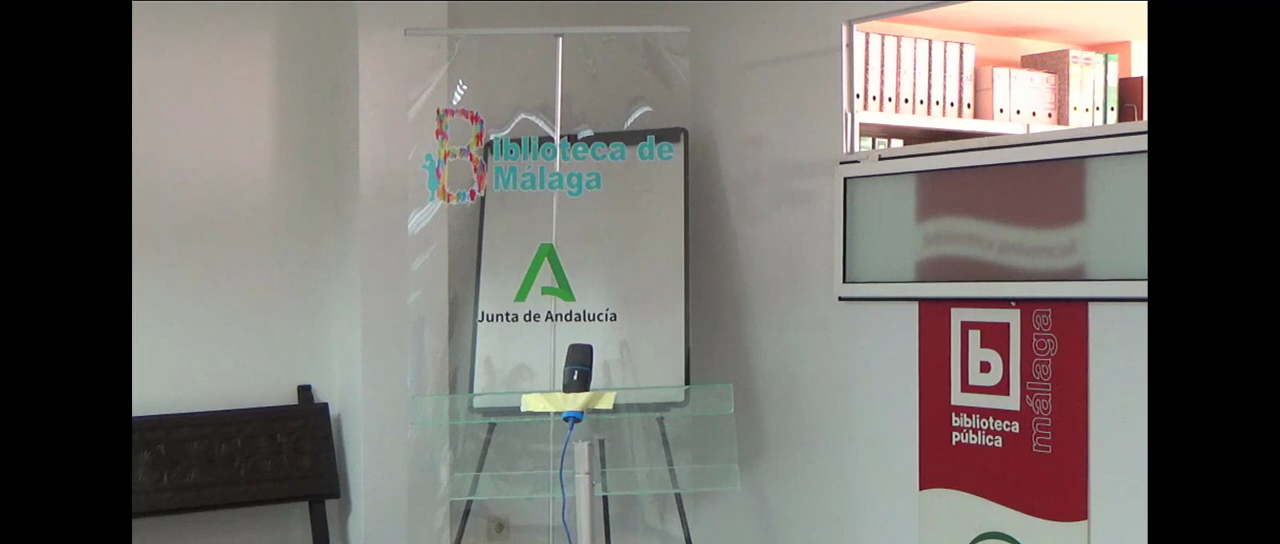 Biblioteca de
Málaga
Junta de Andalucía
b
biblioteca
pública
málaga